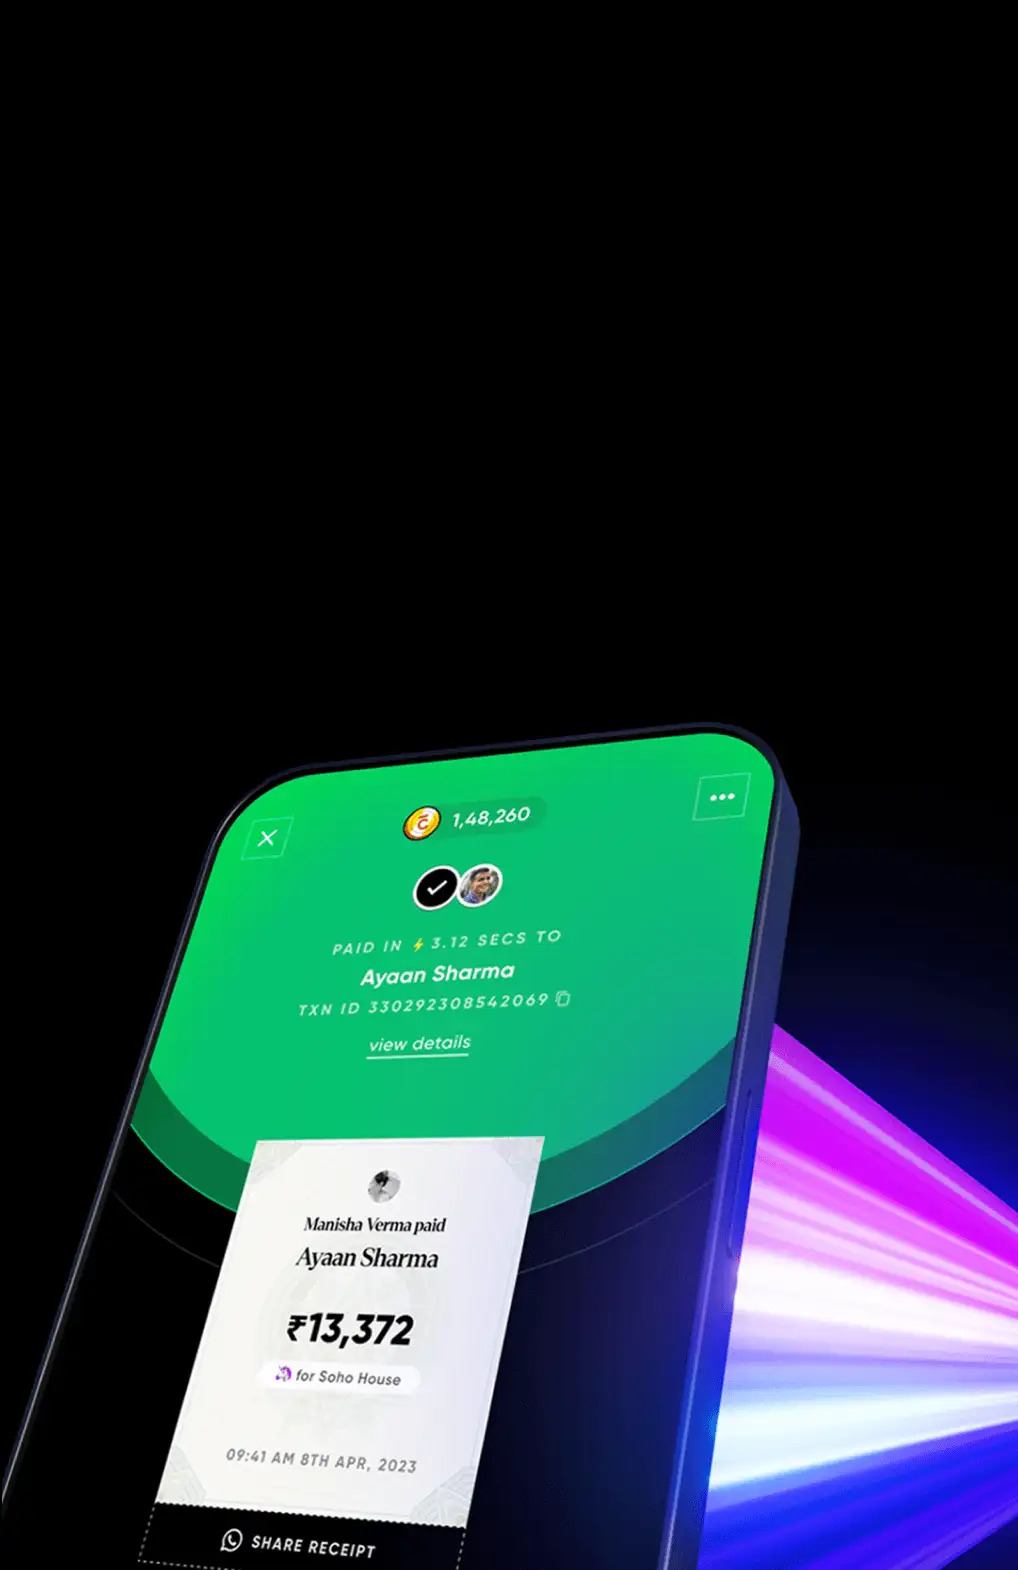 1,48,260
PAID IN ⚡ 3.12 SECS TO
Ayaan Sharma
TXN ID 330292308542069
view details
Manisha Verma paid
Ayaan Sharma
₹13,372
for Soho House
09:41 AM 8TH APR, 2023
SHARE RECEIPT